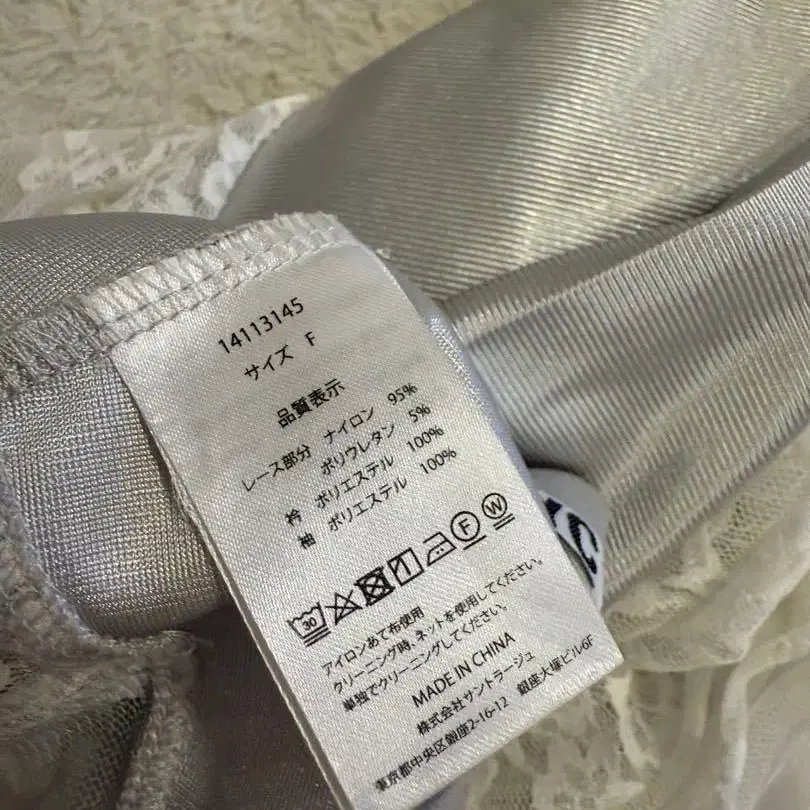 14113145
サイズ F
品質表示
レース部分 ナイロン 95%
ポリウレタン 5%
衿 ポリエステル 100%
袖 ポリエステル 100%
30 F W
アイロンあて布使用
クリーニング時、ネットを使用してください。
単独でクリーニングしてください。
MADE IN CHINA
株式会社サントラージュ
東京都中央区銀座2-16-12 銀座大塚ビル6F